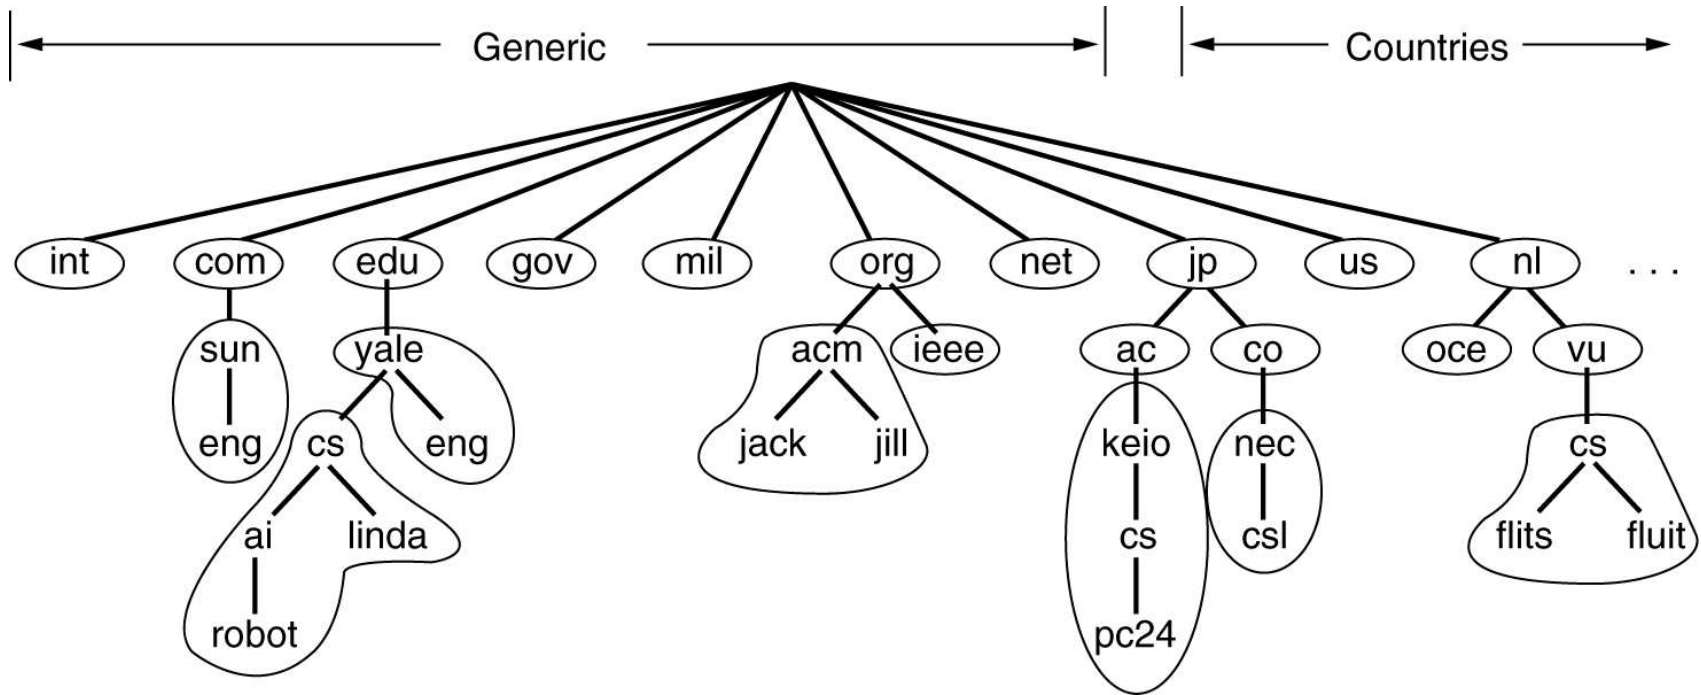 Generic Countries
int com edu gov mil org net jp us nl . . .
sun yale acm ieee ac co oce vu
eng cs eng jack jill keio nec cs
ai linda cs csl flits fluit
robot pc24